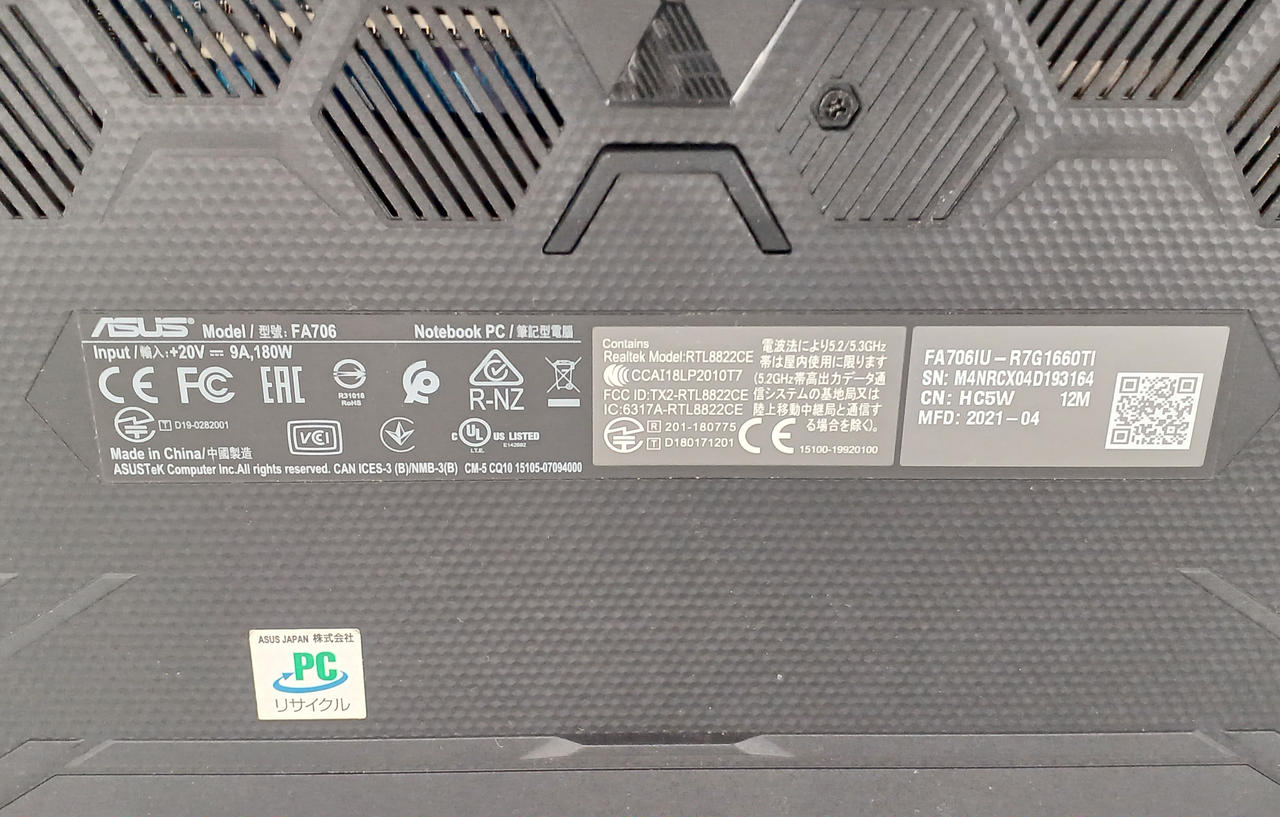 ASUS Model / 型號: FA706 Notebook PC / 筆記型電腦
Input / 輸入:+20V ⎓ 9A,180W
CE FC EAC R31018 RoHS R-NZ
D19-0282001 VCCI C UL US LISTED
I.T.E. E142692
Made in China/中國製造
ASUSTeK Computer Inc.All rights reserved. CAN ICES-3 (B)/NMB-3(B) CM-5 CQ10 15105-07094000
Contains
Realtek Model:RTL8822CE
CCAI18LP2010T7
FCC ID:TX2-RTL8822CE
IC:6317A-RTL8822CE
R 201-180775
T D180171201
CE
電波法により5.2/5.3GHz
帯は屋内使用に限ります
(5.2GHz帯高出力データ通
信システムの基地局又は
陸上移動中継局と通信す
る場合を除く)。
15100-19920100
FA706IU-R7G1660TI
SN: M4NRCX04D193164
CN: HC5W 12M
MFD: 2021-04
ASUS JAPAN 株式会社
PC
リサイクル